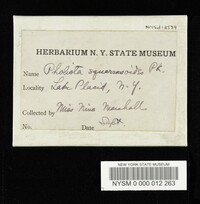 HERBARIUM N. Y. STATE MUSEUM
Name Pholiota squarrosoides Pk.
Locality Lake Placid, N.Y.
Collected by Miss Nina Marshall
No. Date Sept
NEW YORK STATE MUSEUM
NYSM 0 000 012 263